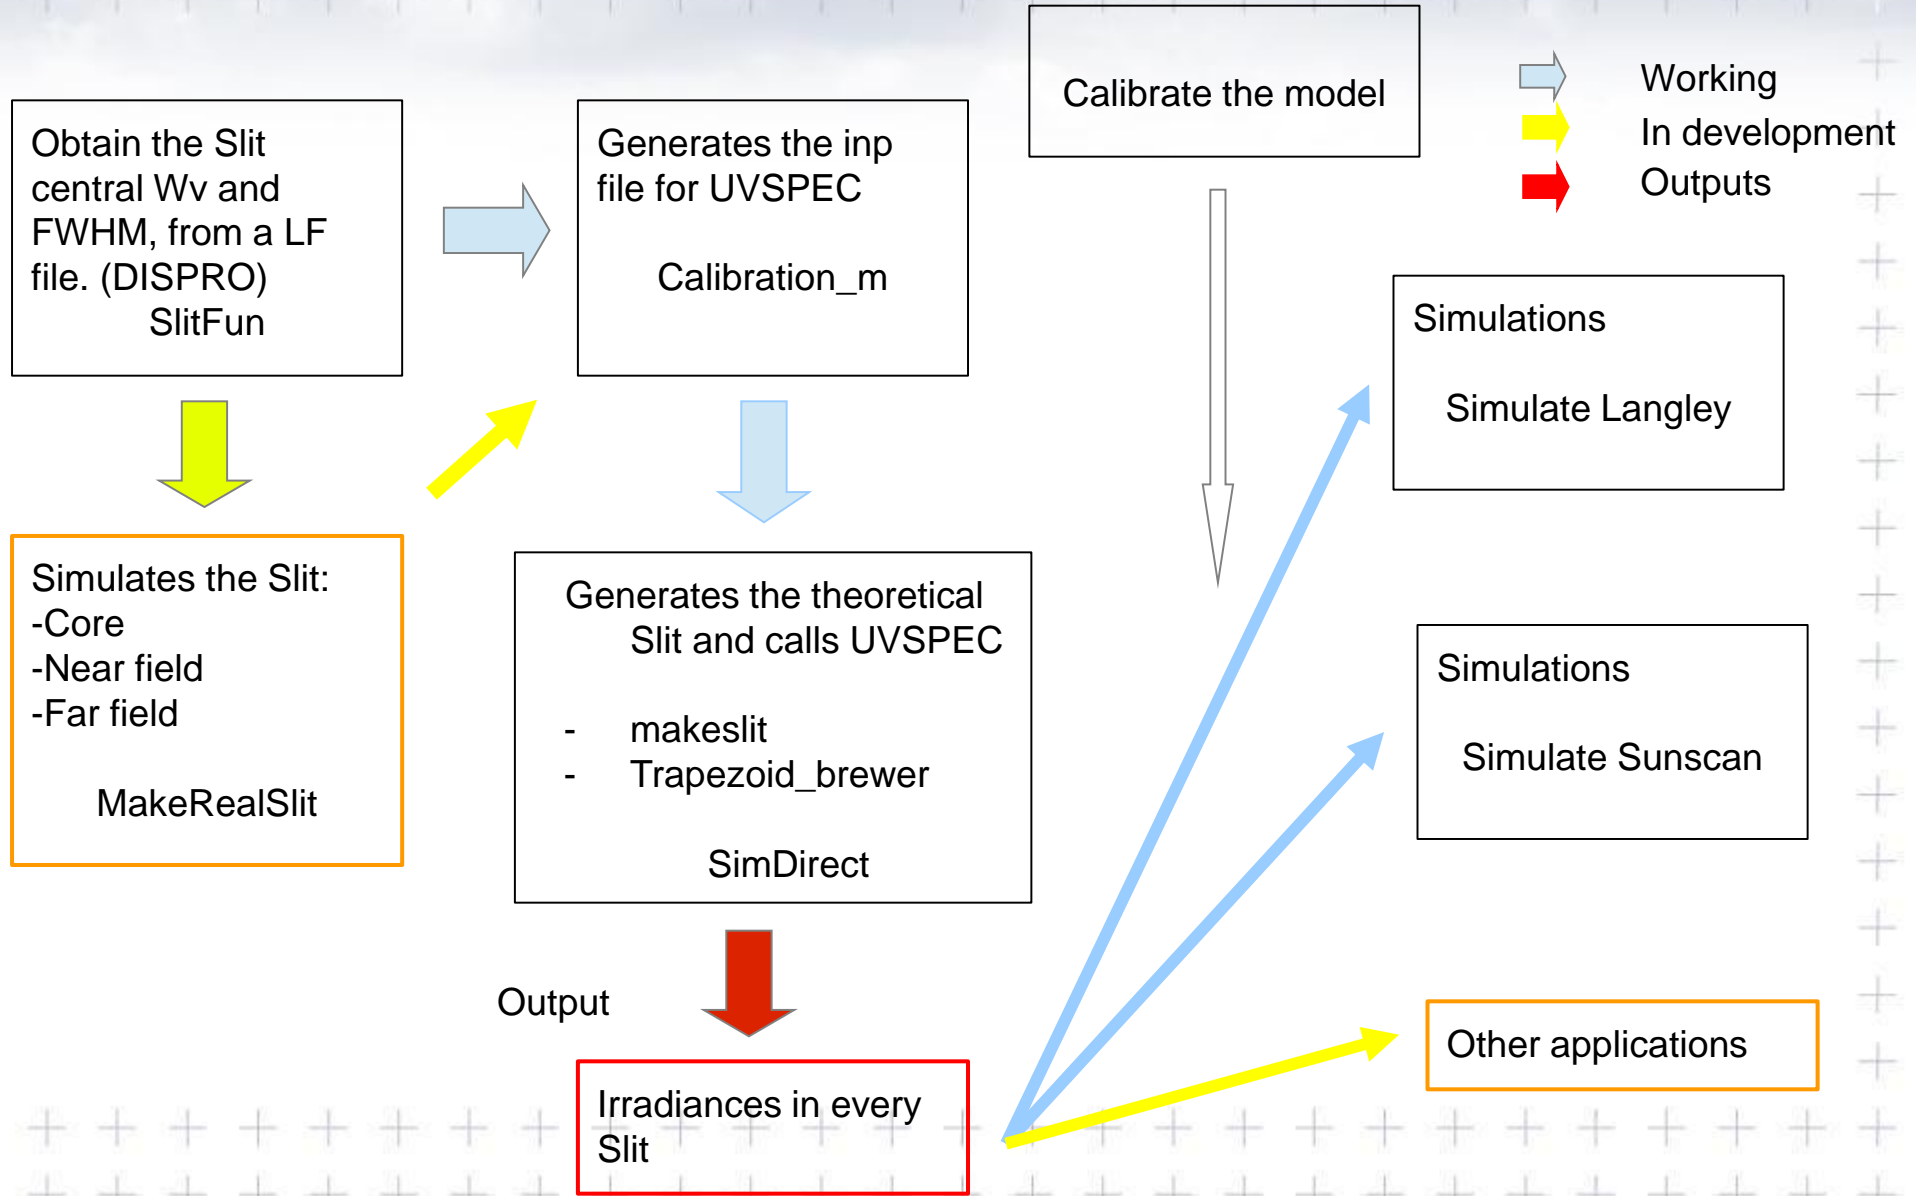 Obtain the Slit
central Wv and
FWHM, from a LF
file. (DISPRO)
SlitFun
Generates the inp
file for UVSPEC
Calibration_m
Calibrate the model
Working
In development
Outputs
Simulations
Simulate Langley
Simulates the Slit:
-Core
-Near field
-Far field
MakeRealSlit
Generates the theoretical
Slit and calls UVSPEC
- makeslit
- Trapezoid_brewer
SimDirect
Simulations
Simulate Sunscan
Output
Irradiances in every
Slit
Other applications